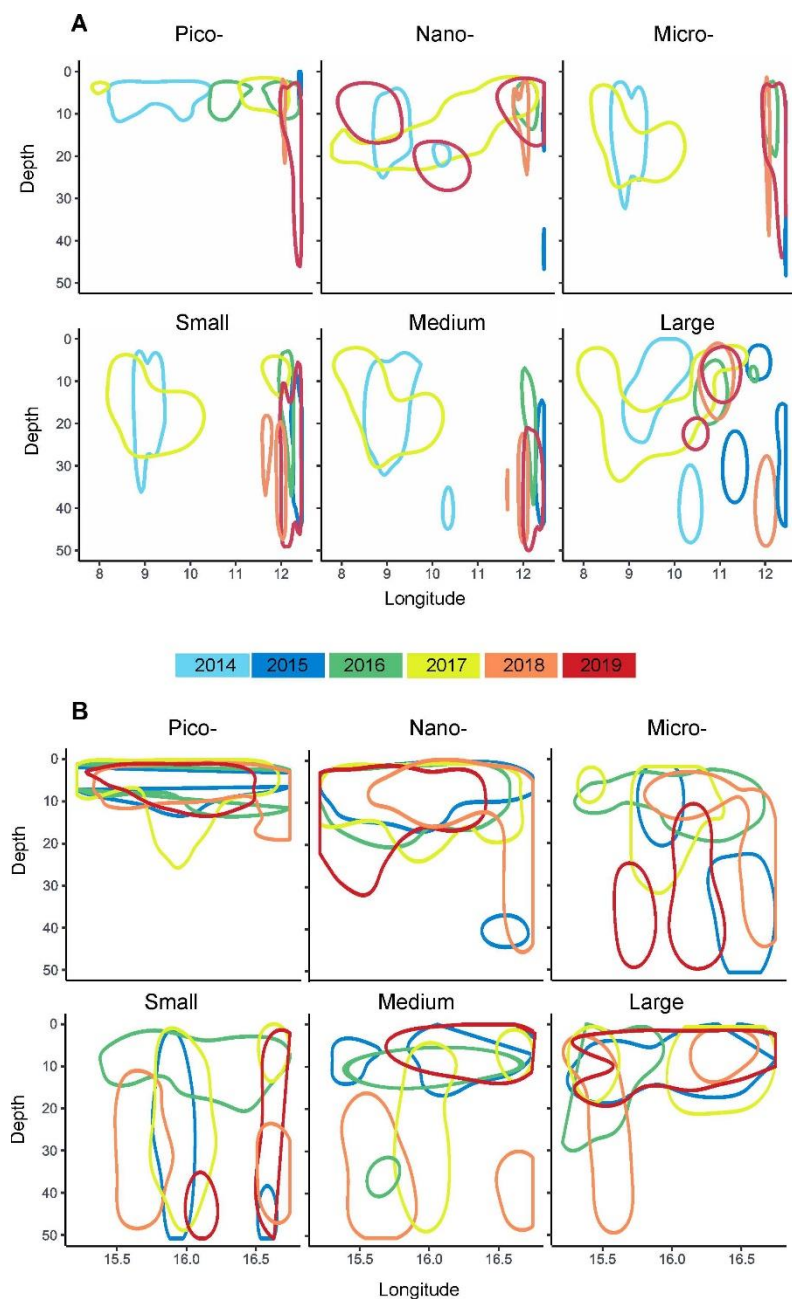 A
Pico- Nano- Micro-
0
10
20
30
40
50
Depth
Small Medium Large
0
10
20
30
40
50
Depth
8 9 10 11 12 8 9 10 11 12 8 9 10 11 12
Longitude
2014 2015 2016 2017 2018 2019
B
Pico- Nano- Micro-
0
10
20
30
40
50
Depth
Small Medium Large
0
10
20
30
40
50
Depth
15.5 16.0 16.5 15.5 16.0 16.5 15.5 16.0 16.5
Longitude